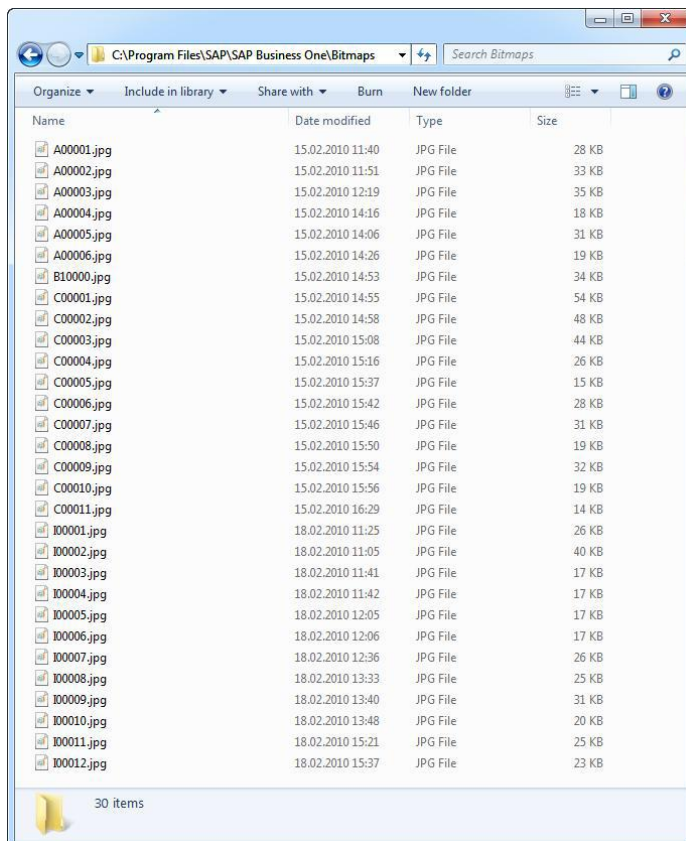 C:\Program Files\SAP\SAP Business One\Bitmaps Search Bitmaps
Organize Include in library Share with Burn New folder
Name Date modified Type Size
A00001.jpg 15.02.2010 11:40 JPG File 28 KB
A00002.jpg 15.02.2010 11:51 JPG File 33 KB
A00003.jpg 15.02.2010 12:19 JPG File 35 KB
A00004.jpg 15.02.2010 14:16 JPG File 18 KB
A00005.jpg 15.02.2010 14:06 JPG File 31 KB
A00006.jpg 15.02.2010 14:26 JPG File 19 KB
B10000.jpg 15.02.2010 14:53 JPG File 34 KB
C00001.jpg 15.02.2010 14:55 JPG File 54 KB
C00002.jpg 15.02.2010 14:58 JPG File 48 KB
C00003.jpg 15.02.2010 15:08 JPG File 44 KB
C00004.jpg 15.02.2010 15:16 JPG File 26 KB
C00005.jpg 15.02.2010 15:37 JPG File 15 KB
C00006.jpg 15.02.2010 15:42 JPG File 28 KB
C00007.jpg 15.02.2010 15:46 JPG File 31 KB
C00008.jpg 15.02.2010 15:50 JPG File 19 KB
C00009.jpg 15.02.2010 15:54 JPG File 32 KB
C00010.jpg 15.02.2010 15:56 JPG File 19 KB
C00011.jpg 15.02.2010 16:29 JPG File 14 KB
I00001.jpg 18.02.2010 11:25 JPG File 26 KB
I00002.jpg 18.02.2010 11:05 JPG File 40 KB
I00003.jpg 18.02.2010 11:41 JPG File 17 KB
I00004.jpg 18.02.2010 11:42 JPG File 17 KB
I00005.jpg 18.02.2010 12:05 JPG File 17 KB
I00006.jpg 18.02.2010 12:06 JPG File 17 KB
I00007.jpg 18.02.2010 12:36 JPG File 26 KB
I00008.jpg 18.02.2010 13:33 JPG File 25 KB
I00009.jpg 18.02.2010 13:40 JPG File 31 KB
I00010.jpg 18.02.2010 13:48 JPG File 20 KB
I00011.jpg 18.02.2010 15:21 JPG File 25 KB
I00012.jpg 18.02.2010 15:37 JPG File 23 KB
30 items